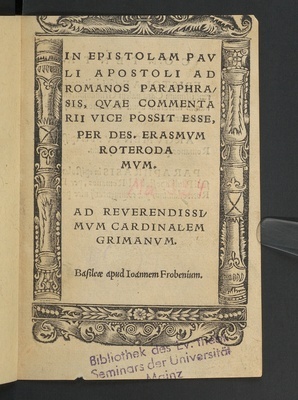 IN EPISTOLAM PAV
LI APOSTOLI AD
ROMANOS PARAPHRA/
SIS, QVAE COMMENTA
RII VICE POSSIT ESSE,
PER DES. ERASMVM
ROTERODA
MVM.
AD REVERENDISSI/
MVM CARDINALEM
GRIMANVM.
Basileæ apud Ioannem Frobenium.
Bibliothek des Ev. Theol.
Seminars der Universität
Mainz